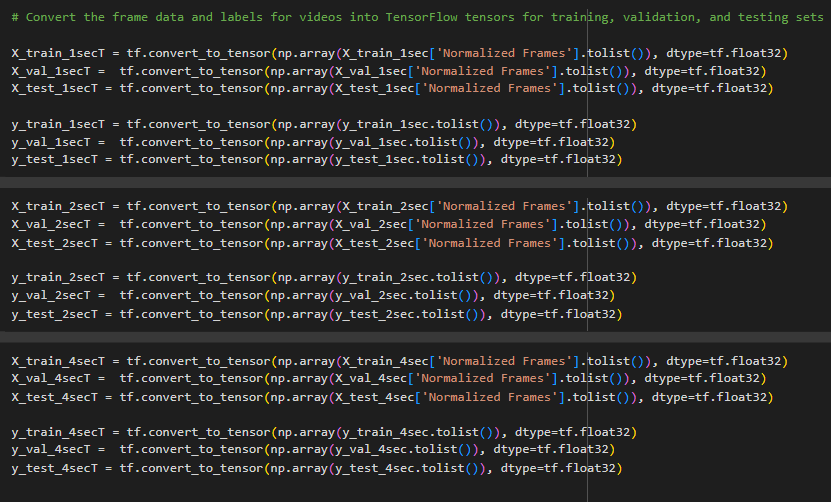 # Convert the frame data and labels for videos into TensorFlow tensors for training, validation, and testing sets
X_train_1secT = tf.convert_to_tensor(np.array(X_train_1sec['Normalized Frames'].tolist()), dtype=tf.float32)
X_val_1secT =  tf.convert_to_tensor(np.array(X_val_1sec['Normalized Frames'].tolist()), dtype=tf.float32)
X_test_1secT = tf.convert_to_tensor(np.array(X_test_1sec['Normalized Frames'].tolist()), dtype=tf.float32)
y_train_1secT = tf.convert_to_tensor(np.array(y_train_1sec.tolist()), dtype=tf.float32)
y_val_1secT =  tf.convert_to_tensor(np.array(y_val_1sec.tolist()), dtype=tf.float32)
y_test_1secT = tf.convert_to_tensor(np.array(y_test_1sec.tolist()), dtype=tf.float32)
X_train_2secT = tf.convert_to_tensor(np.array(X_train_2sec['Normalized Frames'].tolist()), dtype=tf.float32)
X_val_2secT =  tf.convert_to_tensor(np.array(X_val_2sec['Normalized Frames'].tolist()), dtype=tf.float32)
X_test_2secT = tf.convert_to_tensor(np.array(X_test_2sec['Normalized Frames'].tolist()), dtype=tf.float32)
y_train_2secT = tf.convert_to_tensor(np.array(y_train_2sec.tolist()), dtype=tf.float32)
y_val_2secT =  tf.convert_to_tensor(np.array(y_val_2sec.tolist()), dtype=tf.float32)
y_test_2secT = tf.convert_to_tensor(np.array(y_test_2sec.tolist()), dtype=tf.float32)
X_train_4secT = tf.convert_to_tensor(np.array(X_train_4sec['Normalized Frames'].tolist()), dtype=tf.float32)
X_val_4secT =  tf.convert_to_tensor(np.array(X_val_4sec['Normalized Frames'].tolist()), dtype=tf.float32)
X_test_4secT = tf.convert_to_tensor(np.array(X_test_4sec['Normalized Frames'].tolist()), dtype=tf.float32)
y_train_4secT = tf.convert_to_tensor(np.array(y_train_4sec.tolist()), dtype=tf.float32)
y_val_4secT =  tf.convert_to_tensor(np.array(y_val_4sec.tolist()), dtype=tf.float32)
y_test_4secT = tf.convert_to_tensor(np.array(y_test_4sec.tolist()), dtype=tf.float32)